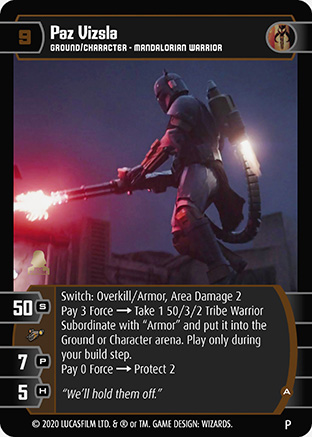 9
Paz Vizsla
GROUND/CHARACTER - MANDALORIAN WARRIOR
50 S
7 P
5 H
Switch: Overkill/Armor, Area Damage 2
Pay 3 Force → Take 1 50/3/2 Tribe Warrior
Subordinate with “Armor” and put it into the
Ground or Character arena. Play only during
your build step.
Pay 0 Force → Protect 2
“We’ll hold them off.”
A
© 2020 LUCASFILM LTD. & ® or TM. GAME DESIGN: WIZARDS.
P